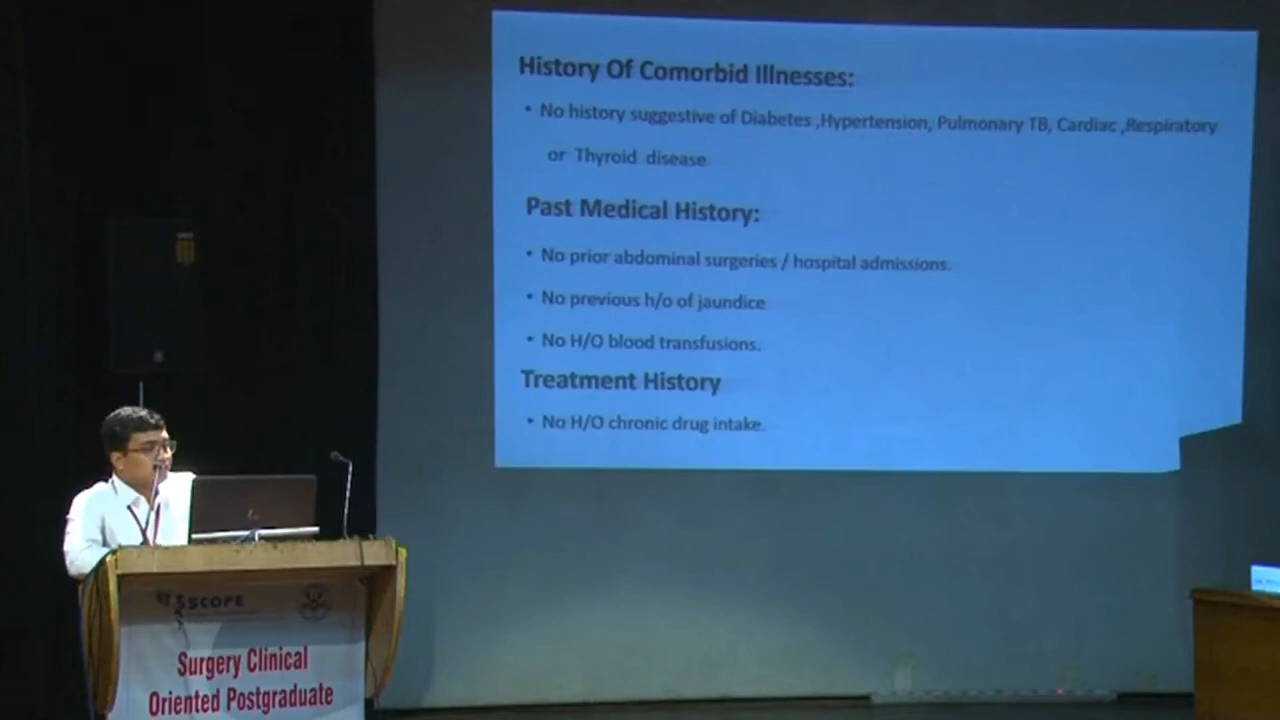 History Of Comorbid Illnesses:
• No history suggestive of Diabetes ,Hypertension, Pulmonary TB, Cardiac ,Respiratory
or Thyroid disease
Past Medical History:
• No prior abdominal surgeries / hospital admissions.
• No previous h/o of jaundice
• No H/O blood transfusions.
Treatment History
• No H/O chronic drug intake.
SCOPE
Surgery Clinical
Oriented Postgraduate